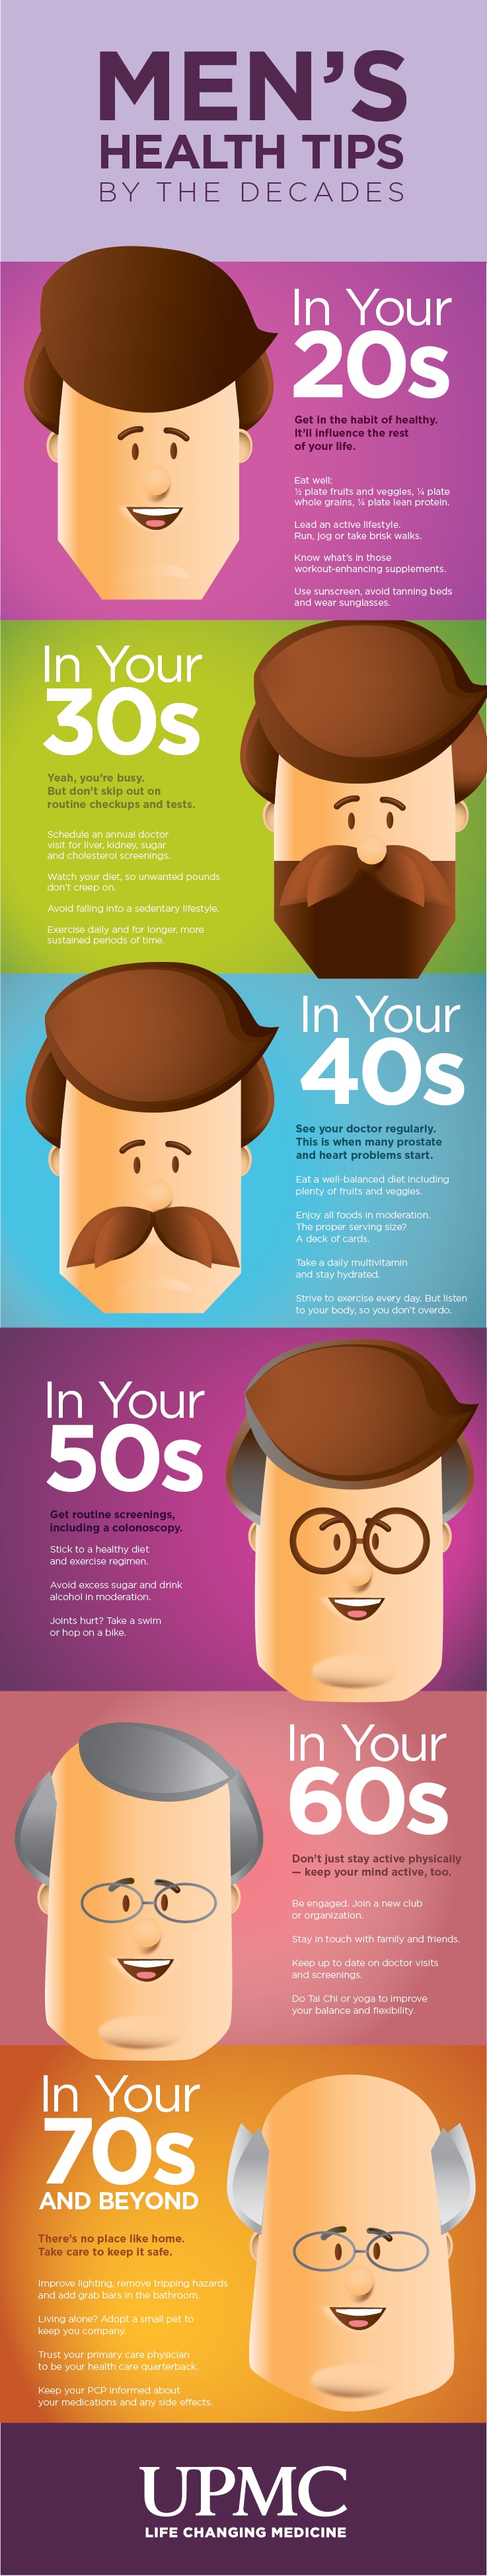 MEN'S
HEALTH TIPS
BY THE DECADES
In Your
20s
Get in the habit of healthy.
It'll influence the rest
of your life.
Eat well:
½ plate fruits and veggies, ¼ plate
whole grains, ¼ plate lean protein.
Lead an active lifestyle.
Run, jog or take brisk walks.
Know what's in those
workout-enhancing supplements.
Use sunscreen, avoid tanning beds
and wear sunglasses.
In Your
30s
Yeah, you're busy.
But don't skip out on
routine checkups and tests.
Schedule an annual doctor
visit for liver, kidney, sugar
and cholesterol screenings.
Watch your diet, so unwanted pounds
don't creep on.
Avoid falling into a sedentary lifestyle.
Exercise daily and for longer, more
sustained periods of time.
In Your
40s
See your doctor regularly.
This is when many prostate
and heart problems start.
Eat a well-balanced diet including
plenty of fruits and veggies.
Enjoy all foods in moderation.
The proper serving size?
A deck of cards.
Take a daily multivitamin
and stay hydrated.
Strive to exercise every day. But listen
to your body, so you don't overdo.
In Your
50s
Get routine screenings,
including a colonoscopy.
Stick to a healthy diet
and exercise regimen.
Avoid excess sugar and drink
alcohol in moderation.
Joints hurt? Take a swim
or hop on a bike.
In Your
60s
Don't just stay active physically
— keep your mind active, too.
Be engaged. Join a new club
or organization.
Stay in touch with family and friends.
Keep up to date on doctor visits
and screenings.
Do Tai Chi or yoga to improve
your balance and flexibility.
In Your
70s
AND BEYOND
There's no place like home.
Take care to keep it safe.
Improve lighting, remove tripping hazards
and add grab bars in the bathroom.
Living alone? Adopt a small pet to
keep you company.
Trust your primary care physician
to be your health care quarterback.
Keep your PCP informed about
your medications and any side effects.
UPMC
LIFE CHANGING MEDICINE